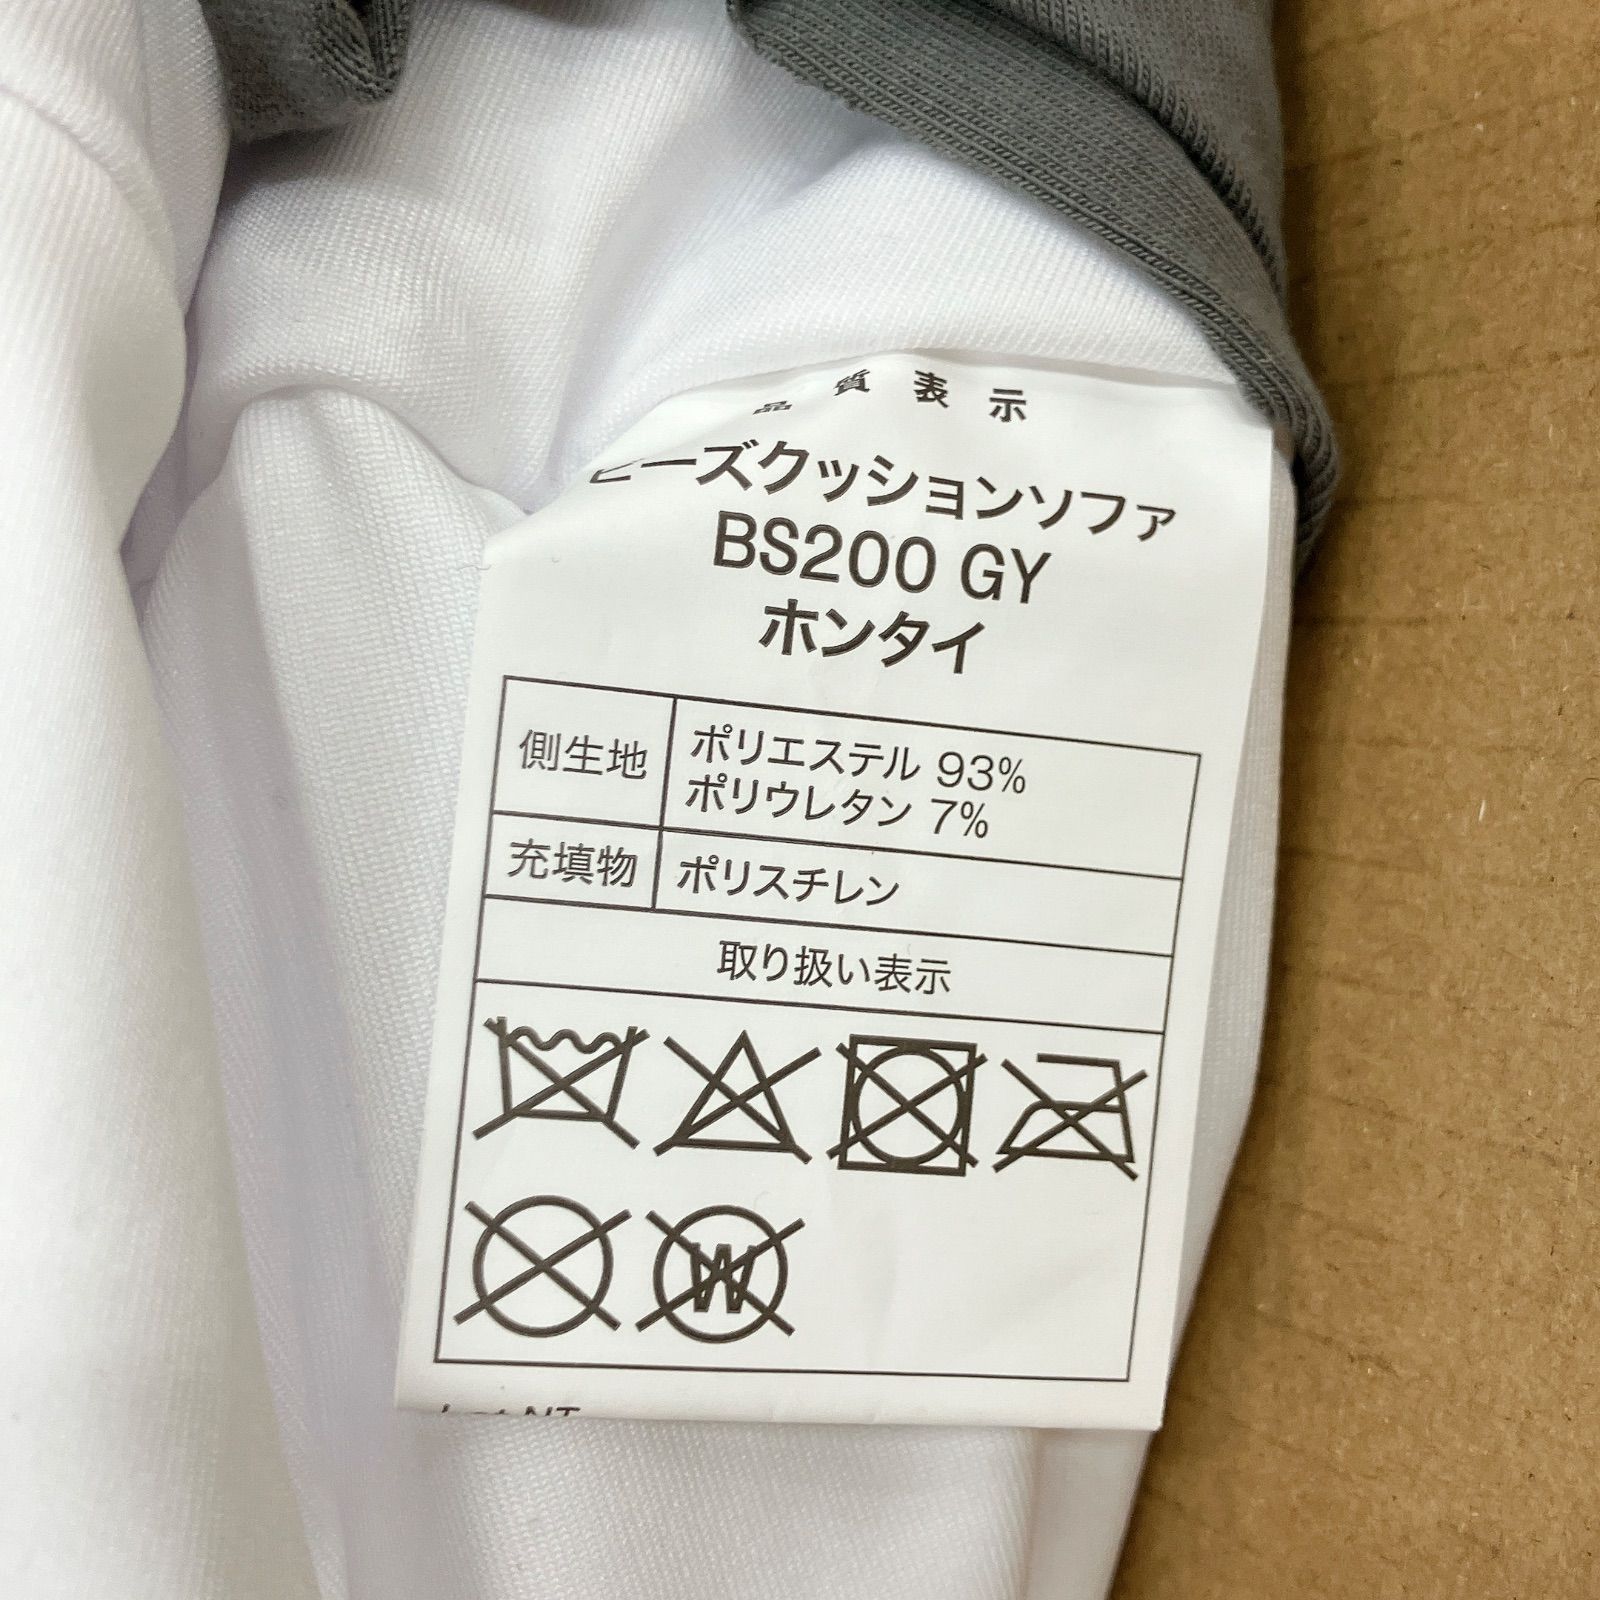 品質表示
ビーズクッションソファ
BS200 GY
ホンタイ
側生地 ポリエステル 93%
ポリウレタン 7%
充填物 ポリスチレン
取り扱い表示
W